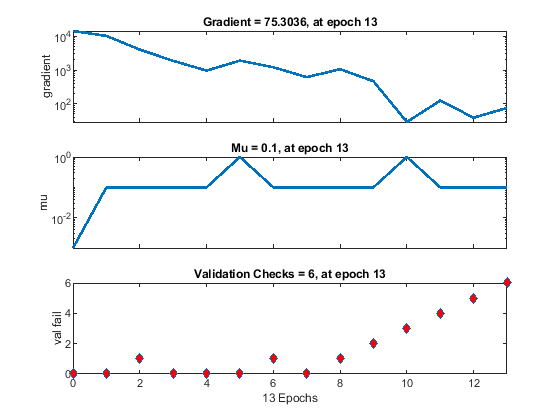 Gradient = 75.3036, at epoch 13
10^4
10^3
10^2
gradient
Mu = 0.1, at epoch 13
10^0
10^-2
mu
Validation Checks = 6, at epoch 13
6
4
2
0
val fail
0 2 4 6 8 10 12
13 Epochs